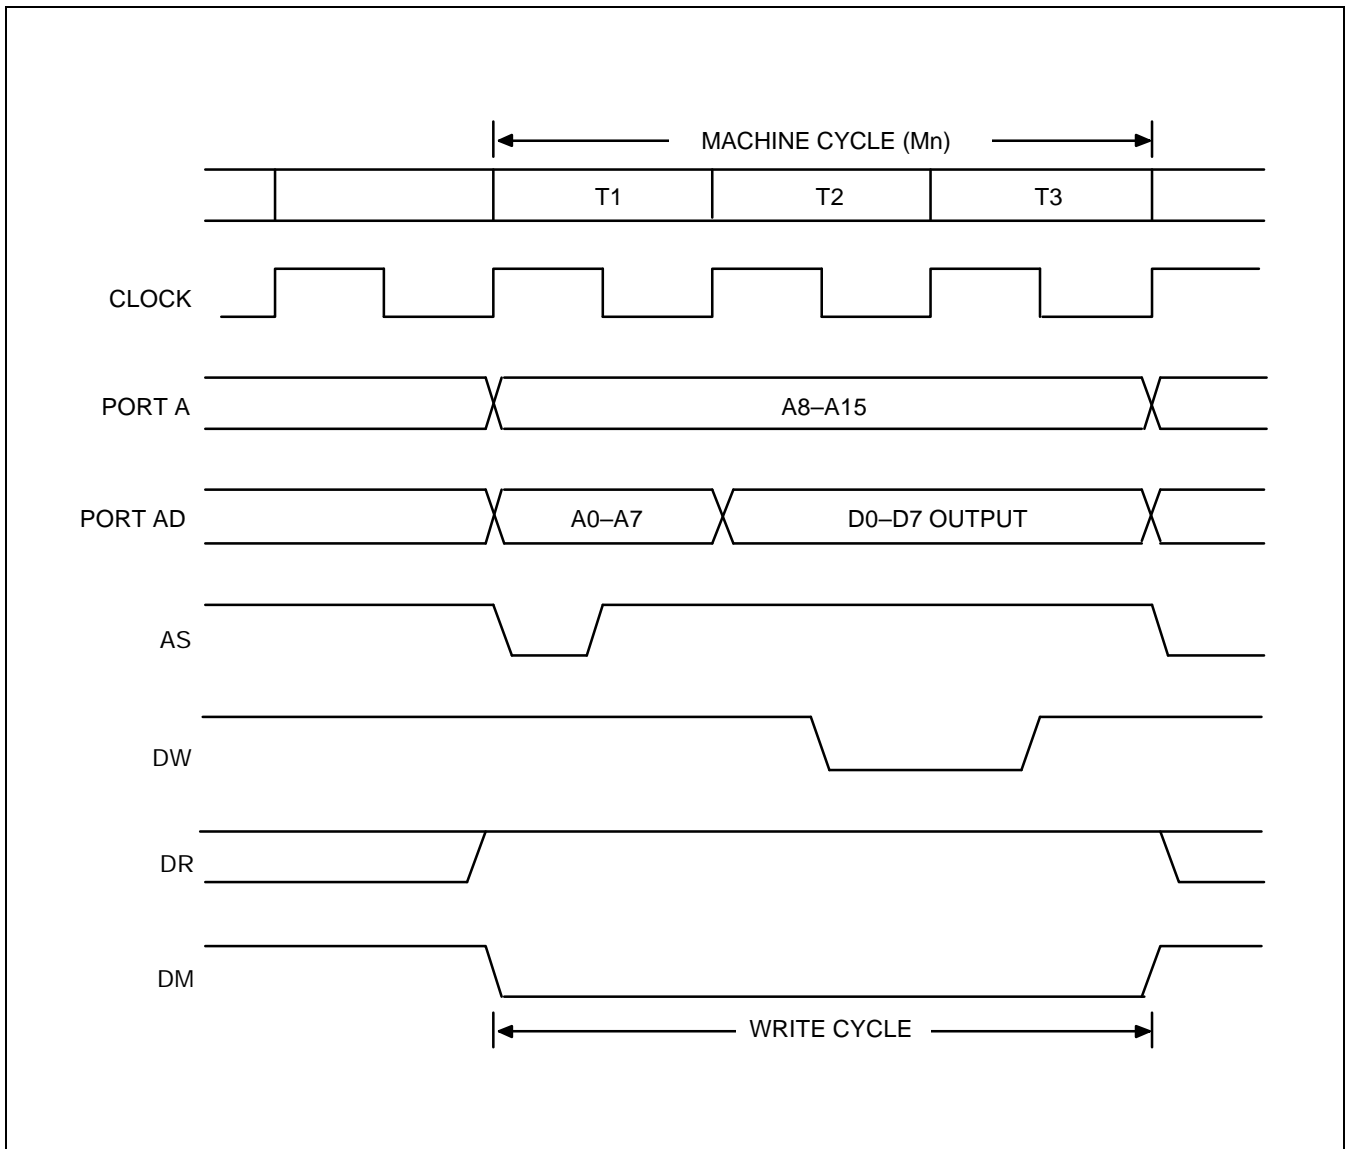 MACHINE CYCLE (Mn)
T1 T2 T3
CLOCK
PORT A A8–A15
PORT AD A0–A7 D0–D7 OUTPUT
AS
DW
DR
DM
WRITE CYCLE